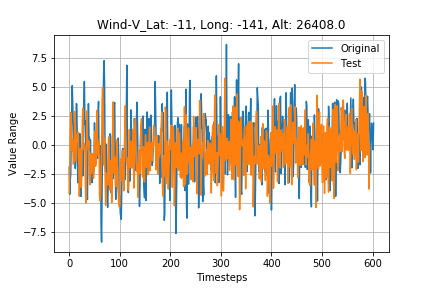 Wind-V_Lat: -11, Long: -141, Alt: 26408.0
Original
Test
7.5
5.0
2.5
0.0
−2.5
−5.0
−7.5
Value Range
0 100 200 300 400 500 600
Timesteps